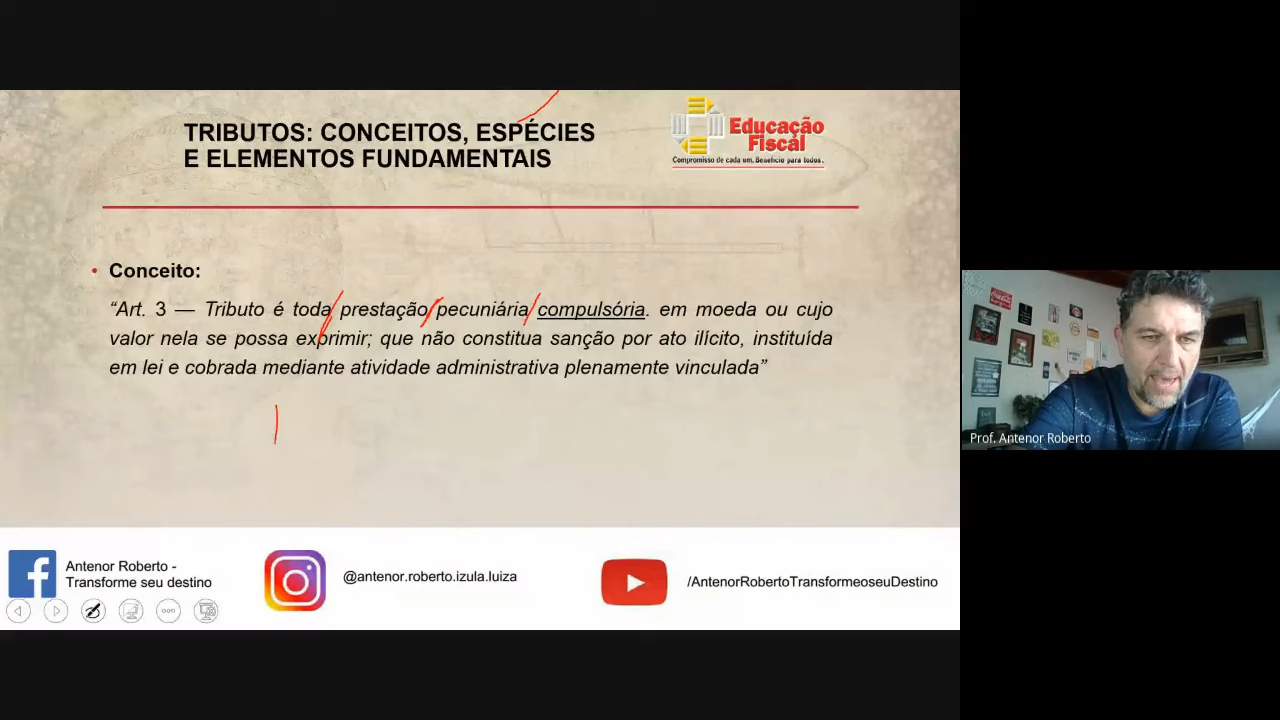 TRIBUTOS: CONCEITOS, ESPÉCIES
E ELEMENTOS FUNDAMENTAIS
Educação
Fiscal
Compromisso de cada um. Benefício para todos.
• Conceito:
“Art. 3 — Tributo é toda prestação pecuniária compulsória. em moeda ou cujo
valor nela se possa exprimir; que não constitua sanção por ato ilícito, instituída
em lei e cobrada mediante atividade administrativa plenamente vinculada”
Prof. Antenor Roberto
Antenor Roberto -
Transforme seu destino
@antenor.roberto.izula.luiza
/AntenorRobertoTransformeoseuDestino